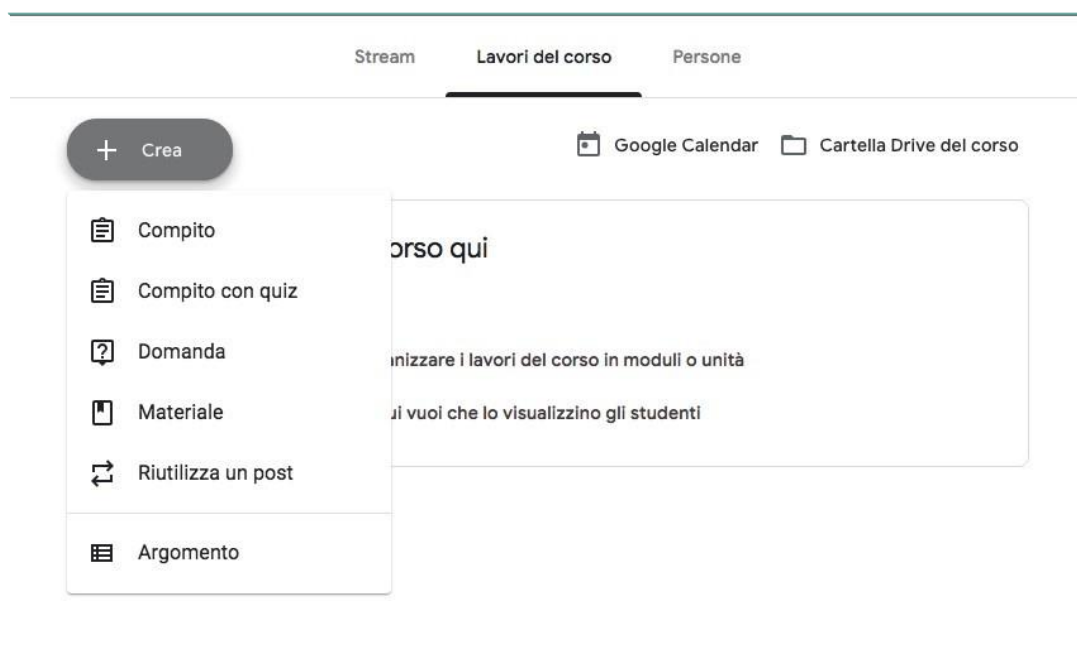 Stream Lavori del corso Persone
Crea
Google Calendar Cartella Drive del corso
Compito
orso qui
Compito con quiz
Domanda
nizzare i lavori del corso in moduli o unità
Materiale
ui vuoi che lo visualizzino gli studenti
Riutilizza un post
Argomento